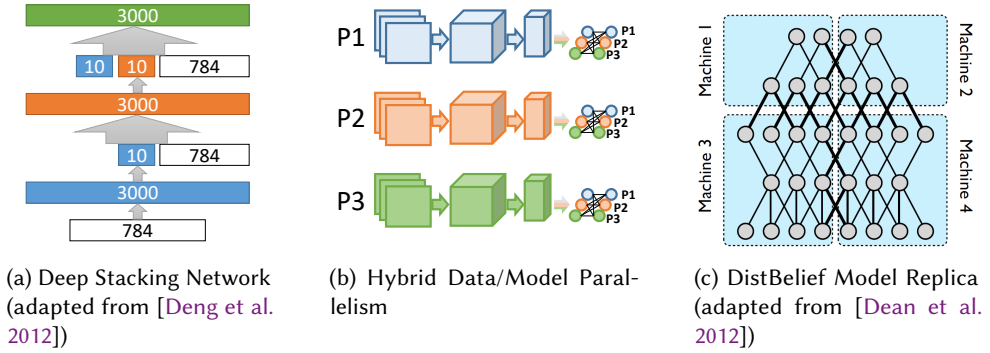 3000
10
10
784
3000
10
784
3000
784
(a) Deep Stacking Network
(adapted from [Deng et al.
2012])
P1
P1
P2
P3
P2
P1
P2
P3
P3
P1
P2
P3
(b) Hybrid Data/Model Paral-
lelism
Machine 1
Machine 2
Machine 3
Machine 4
(c) DistBelief Model Replica
(adapted from [Dean et al.
2012])